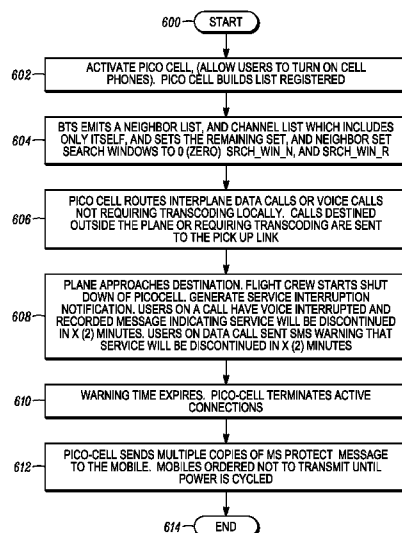 600
START
602
ACTIVATE PICO CELL, (ALLOW USERS TO TURN ON CELL
PHONES). PICO CELL BUILDS LIST REGISTERED
604
BTS EMITS A NEIGHBOR LIST, AND CHANNEL LIST WHICH INCLUDES
ONLY ITSELF, AND SETS THE REMAINING SET, AND NEIGHBOR SET
SEARCH WINDOWS TO 0 (ZERO) SRCH_WIN_N, AND SRCH_WIN_R
606
PICO CELL ROUTES INTERPLANE DATA CALLS OR VOICE CALLS
NOT REQUIRING TRANSCODING LOCALLY. CALLS DESTINED
OUTSIDE THE PLANE OR REQUIRING TRANSCODING ARE SENT
TO THE PICK UP LINK
608
PLANE APPROACHES DESTINATION. FLIGHT CREW STARTS SHUT
DOWN OF PICOCELL. GENERATE SERVICE INTERRUPTION
NOTIFICATION. USERS ON A CALL HAVE VOICE INTERRUPTED AND
RECORDED MESSAGE INDICATING SERVICE WILL BE DISCONTINUED
IN X (2) MINUTES. USERS ON DATA CALL SENT SMS WARNING THAT
SERVICE WILL BE DISCONTINUED IN X (2) MINUTES
610
WARNING TIME EXPIRES. PICO-CELL TERMINATES ACTIVE
CONNECTIONS
612
PICO-CELL SENDS MULTIPLE COPIES OF MS PROTECT MESSAGE
TO THE MOBILE. MOBILES ORDERED NOT TO TRANSMIT UNTIL
POWER IS CYCLED
614
END